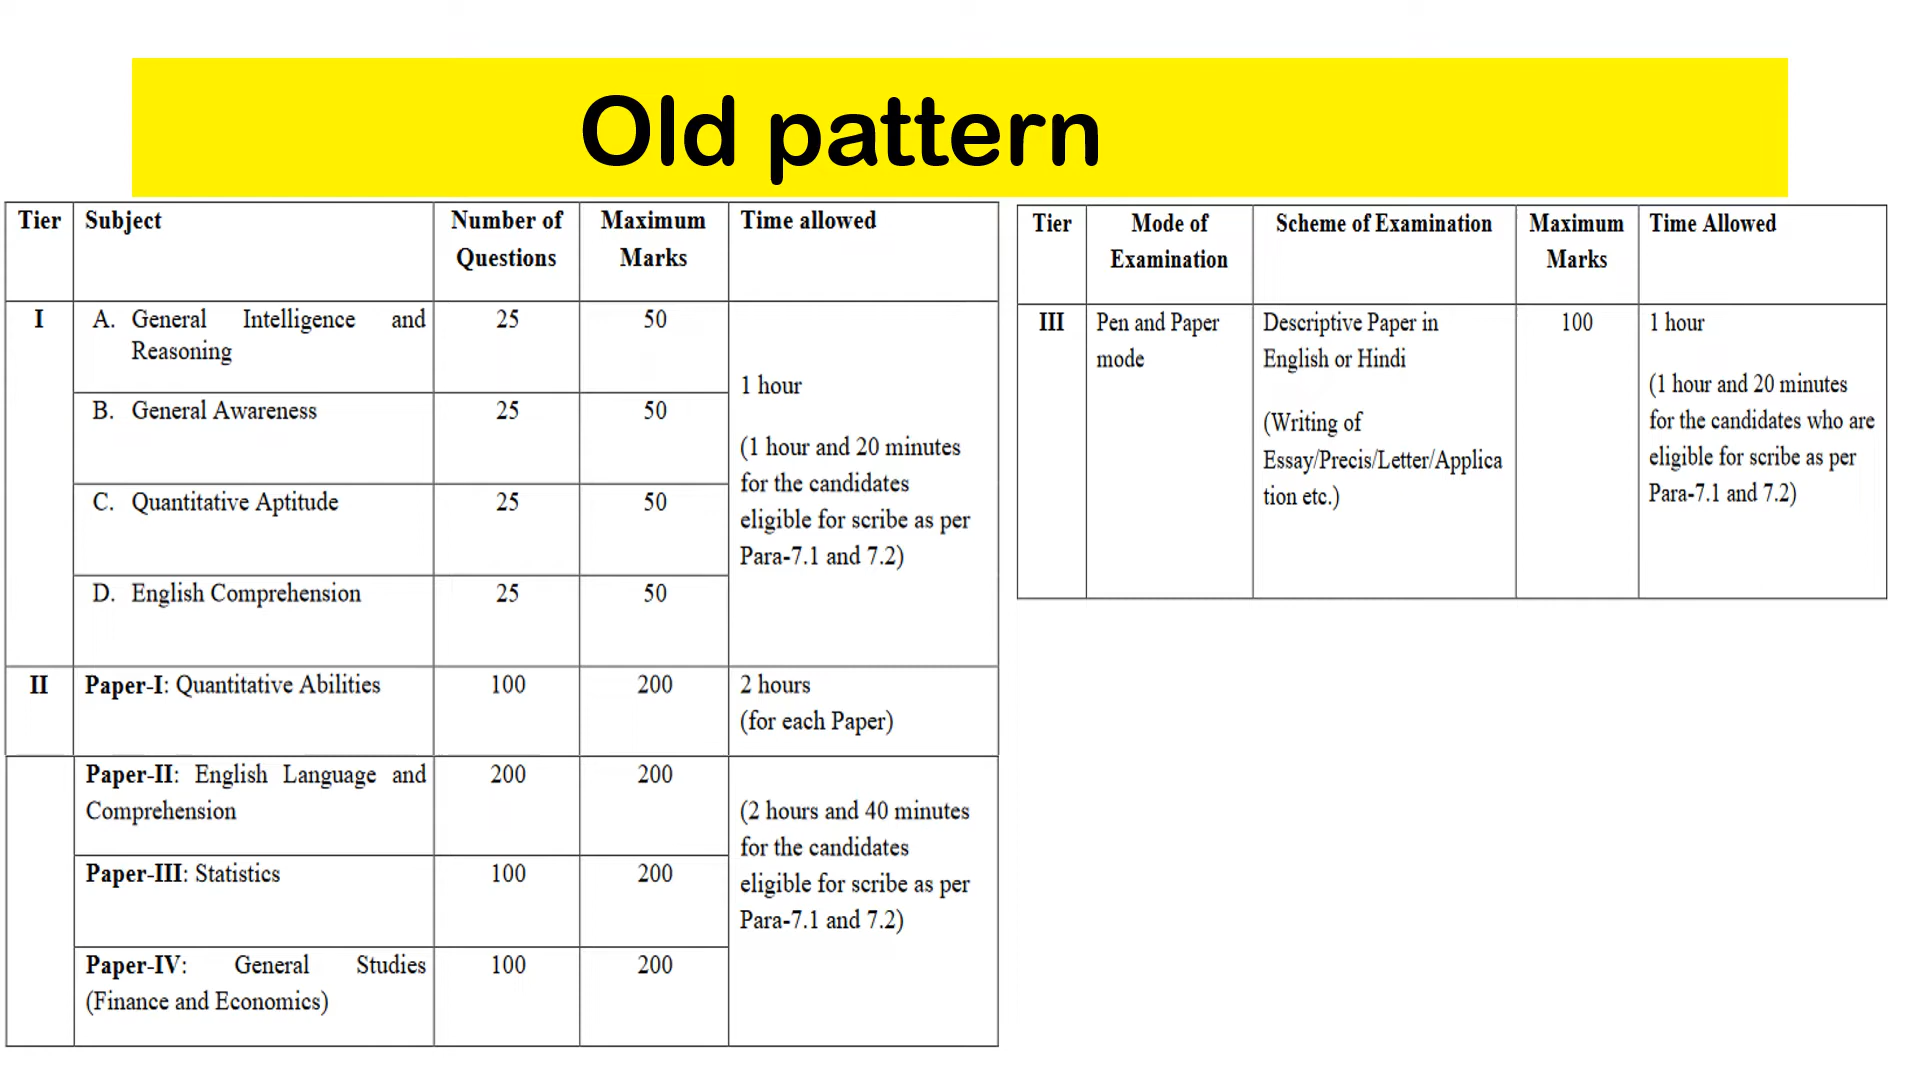 Old pattern
Tier Subject Number of Maximum Time allowed
Questions Marks
I A. General Intelligence and 25 50
Reasoning
1 hour
B. General Awareness 25 50
(1 hour and 20 minutes
for the candidates
C. Quantitative Aptitude 25 50
eligible for scribe as per
Para-7.1 and 7.2)
D. English Comprehension 25 50
II Paper-I: Quantitative Abilities 100 200 2 hours
(for each Paper)
Paper-II: English Language and 200 200
Comprehension
(2 hours and 40 minutes
for the candidates
Paper-III: Statistics 100 200
eligible for scribe as per
Para-7.1 and 7.2)
Paper-IV: General Studies 100 200
(Finance and Economics)
Tier Mode of Scheme of Examination Maximum Time Allowed
Examination Marks
III Pen and Paper Descriptive Paper in 100 1 hour
mode English or Hindi
(1 hour and 20 minutes
(Writing of for the candidates who are
Essay/Precis/Letter/Applica eligible for scribe as per
tion etc.) Para-7.1 and 7.2)